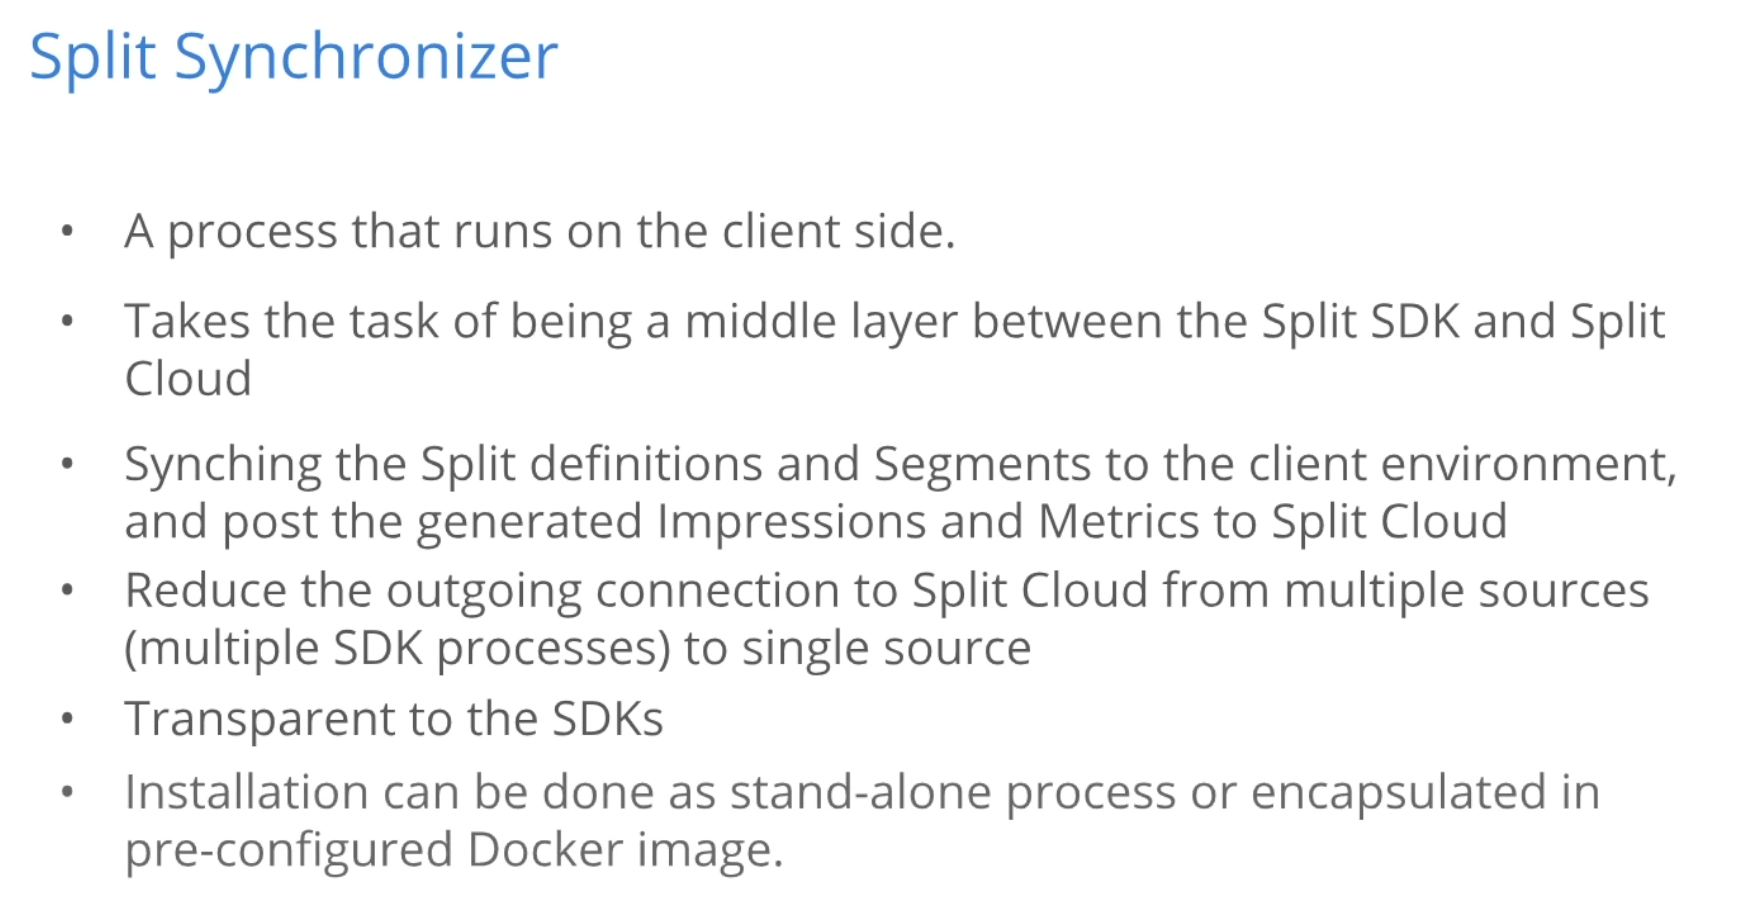 Split Synchronizer
• A process that runs on the client side.
• Takes the task of being a middle layer between the Split SDK and Split
Cloud
• Synching the Split definitions and Segments to the client environment,
and post the generated Impressions and Metrics to Split Cloud
• Reduce the outgoing connection to Split Cloud from multiple sources
(multiple SDK processes) to single source
• Transparent to the SDKs
• Installation can be done as stand-alone process or encapsulated in
pre-configured Docker image.